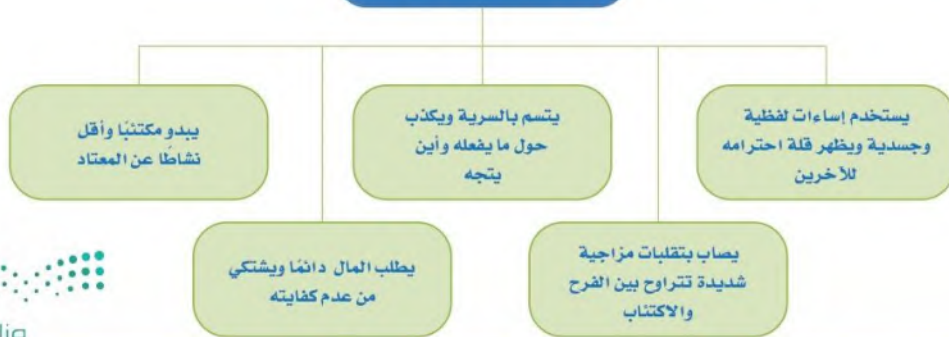 يستخدم إساءات لفظية
وجسدية ويظهر قلة احترامه
للآخرين
يتسم بالسرية ويكذب
حول ما يفعله وأين
يتجه
يبدو مكتئبًا وأقل
نشاطًا عن المعتاد
يصاب بتقلبات مزاجية
شديدة تتراوح بين الفرح
والاكتئاب
يطلب المال دائمًا ويشتكي
من عدم كفايته